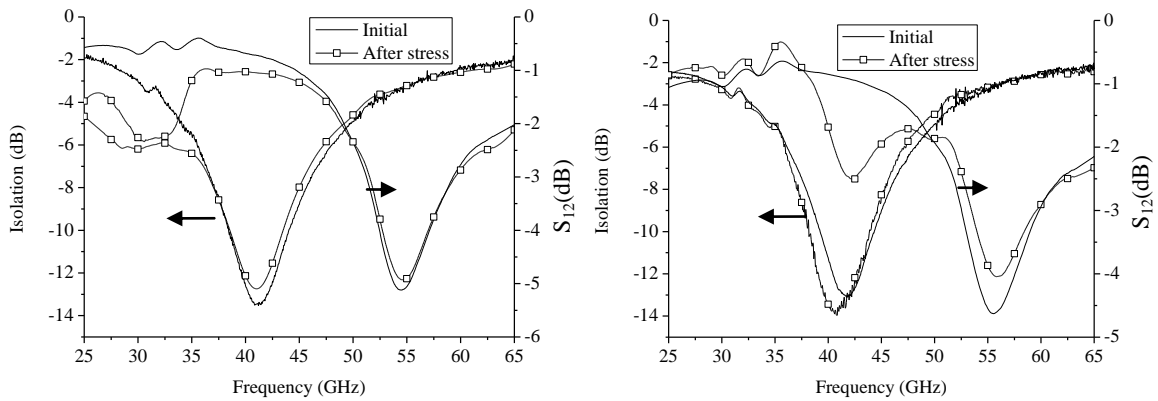 Initial
After stress
0
-2
-4
-6
-8
-10
-12
-14
Isolation (dB)
0
-1
-2
-3
-4
-5
-6
S12(dB)
25 30 35 40 45 50 55 60 65
Frequency (GHz)
Initial
After stress
0
-2
-4
-6
-8
-10
-12
-14
Isolation (dB)
0
-1
-2
-3
-4
-5
S12(dB)
25 30 35 40 45 50 55 60 65
Frequency (GHz)